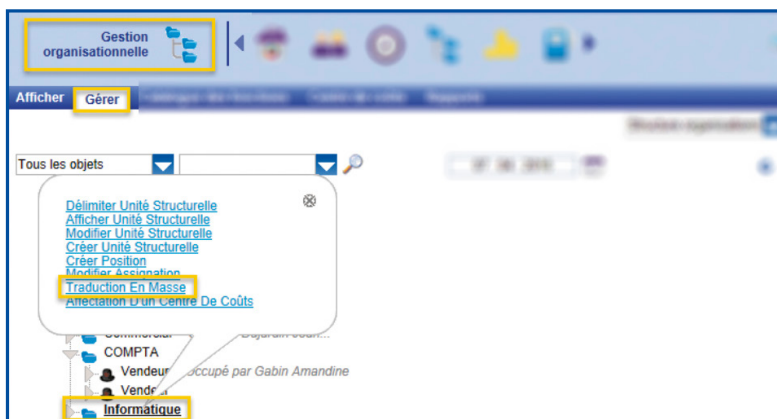 Gestion
organisationnelle
Afficher Gérer
Tous les objets
Délimiter Unité Structurelle
Afficher Unité Structurelle
Modifier Unité Structurelle
Créer Unité Structurelle
Créer Position
Modifier Assignation
Traduction En Masse
Affectation D'un Centre De Coûts
Commercial
COMPTA
Vendeur Occupé par Gabin Amandine
Vendeur
Informatique